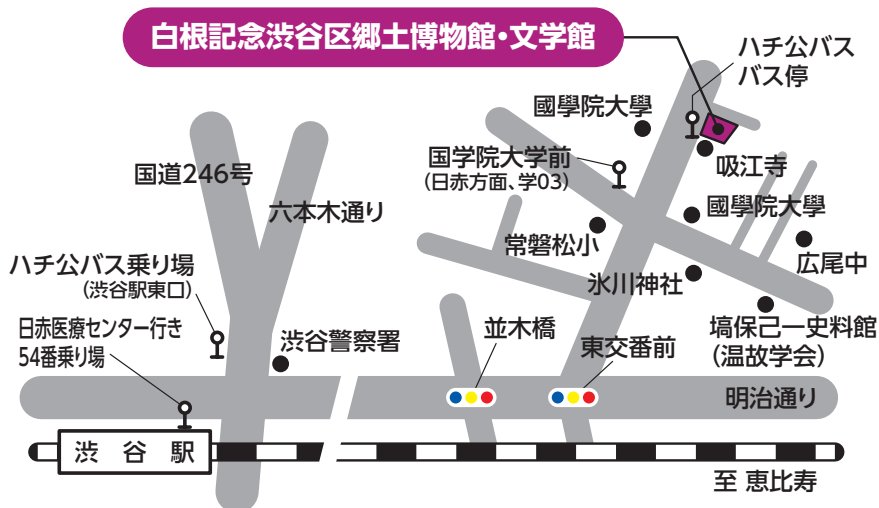 白根記念渋谷区郷土博物館・文学館
ハチ公バス
バス停
國學院大學
国学院大学前
(日赤方面、学03)
吸江寺
国道246号
六本木通り
國學院大學
常磐松小
広尾中
ハチ公バス乗り場
(渋谷駅東口)
氷川神社
日赤医療センター行き
54番乗り場
渋谷警察署
並木橋
東交番前
塙保己一史料館
(温故学会)
明治通り
渋谷駅
至 恵比寿